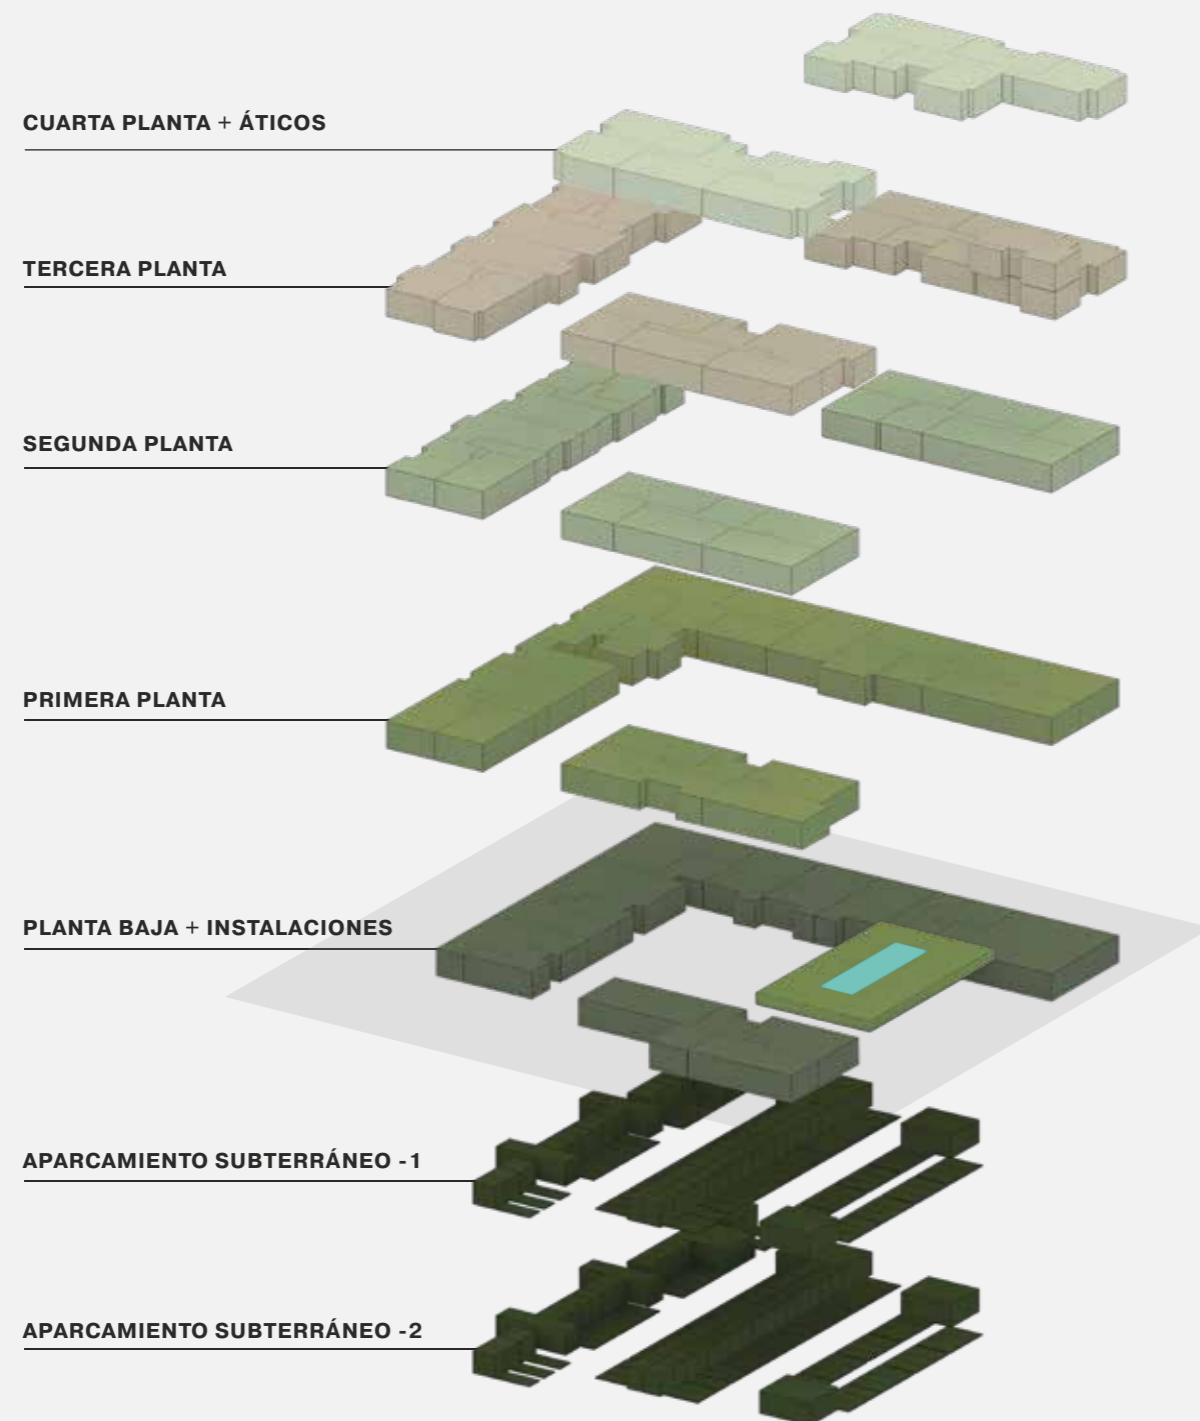 CUARTA PLANTA + ÁTICOS
TERCERA PLANTA
SEGUNDA PLANTA
PRIMERA PLANTA
PLANTA BAJA + INSTALACIONES
APARCAMIENTO SUBTERRÁNEO -1
APARCAMIENTO SUBTERRÁNEO -2